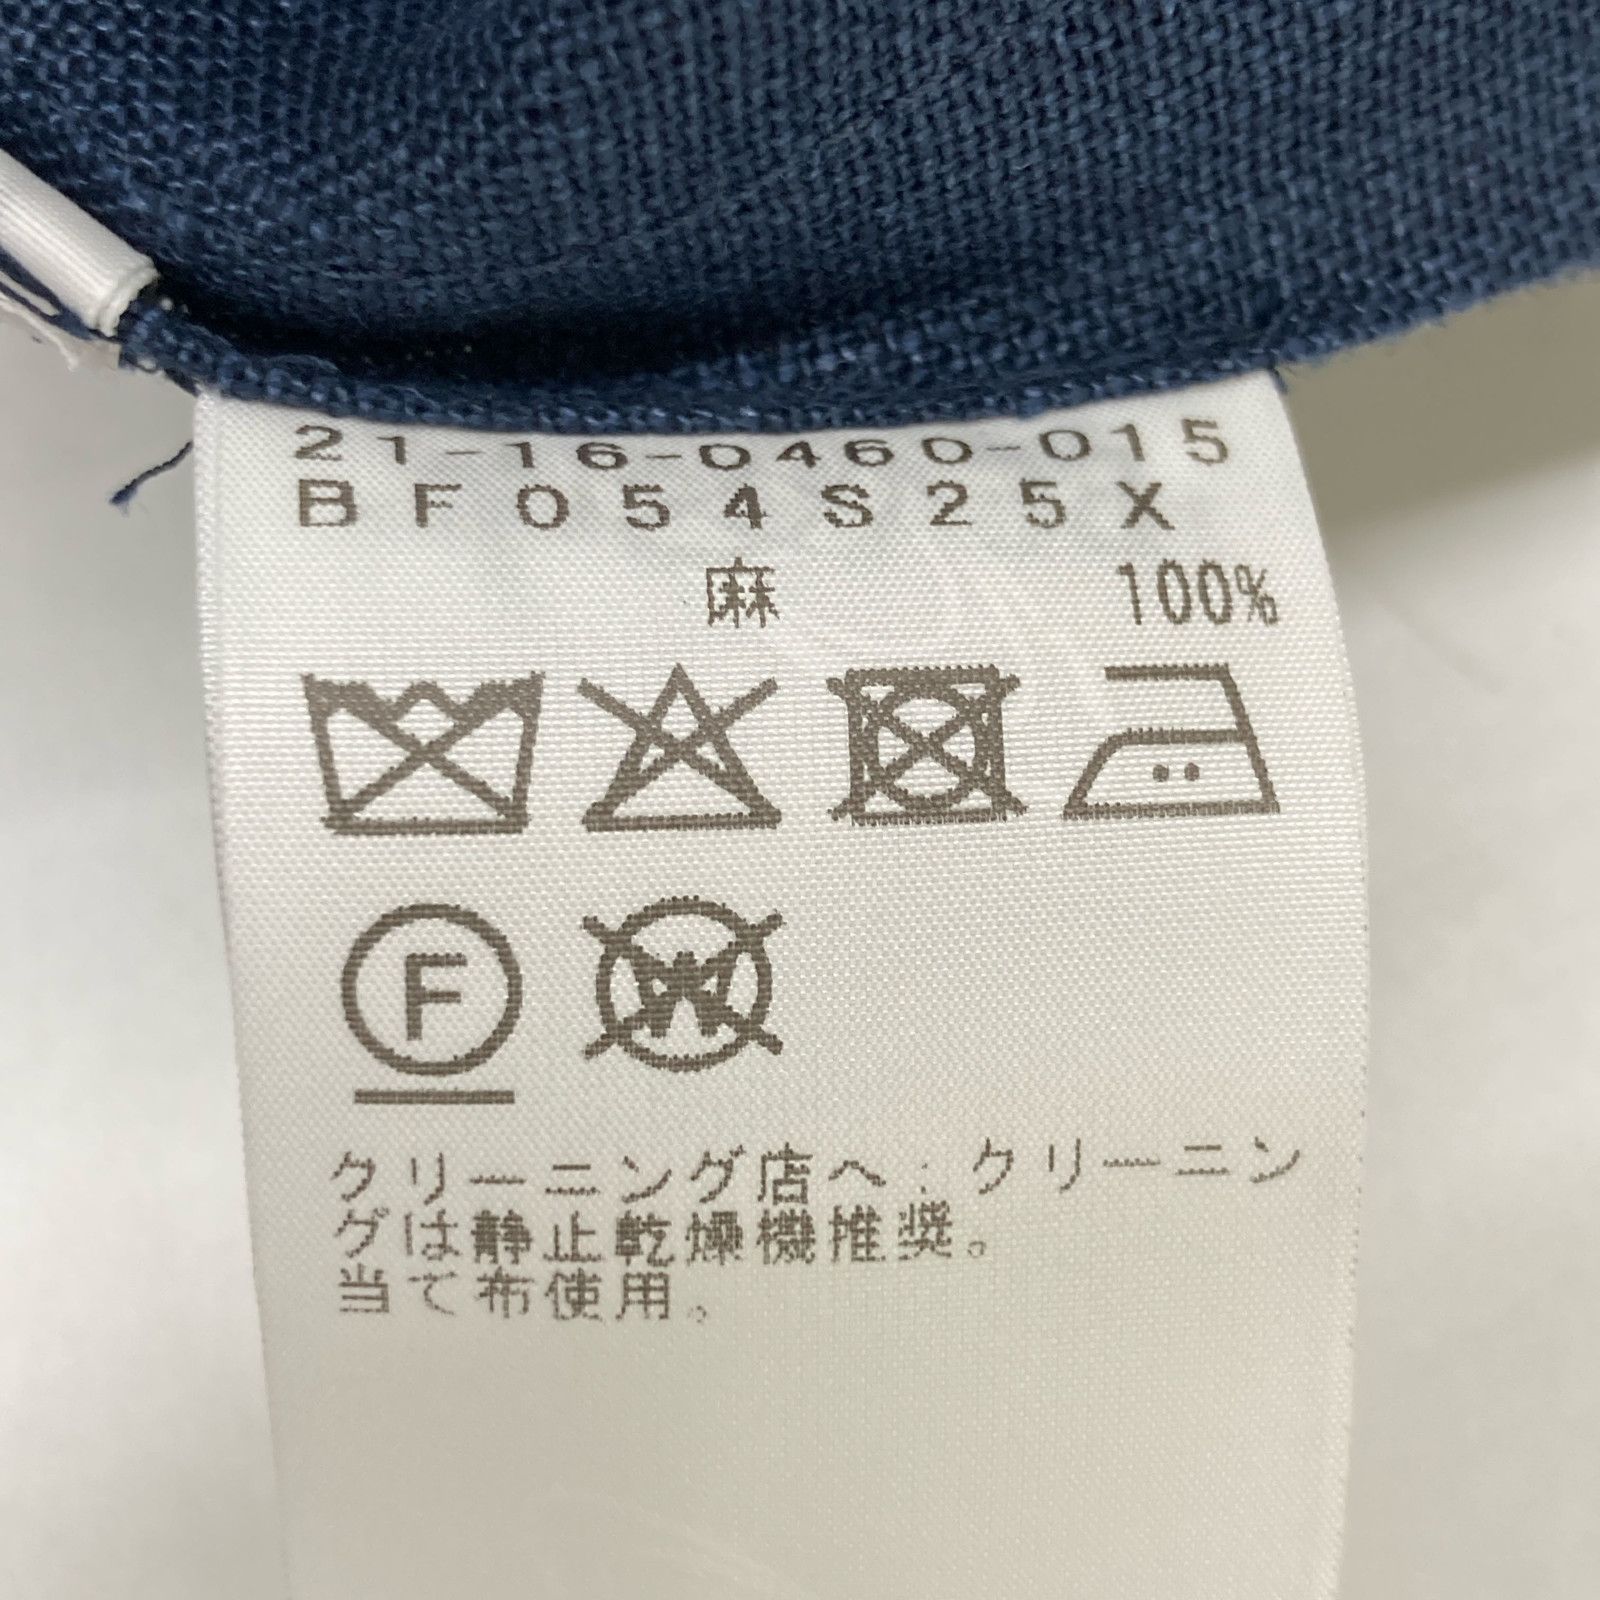 21-16-0460-015
BF054S25X
麻 100%
F
W
クリーニング店へ:クリーニン
グは静止乾燥機推奨。
当て布使用。